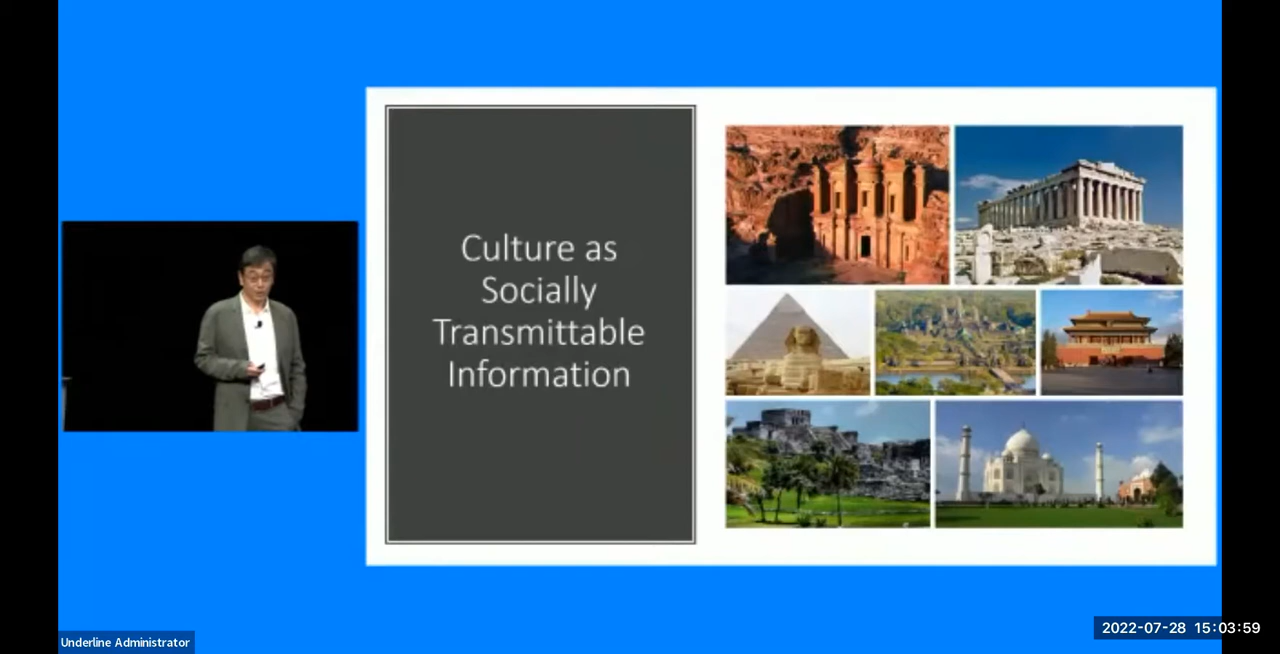 Culture as
Socially
Transmittable
Information
Underline Administrator
2022-07-28 15:03:59